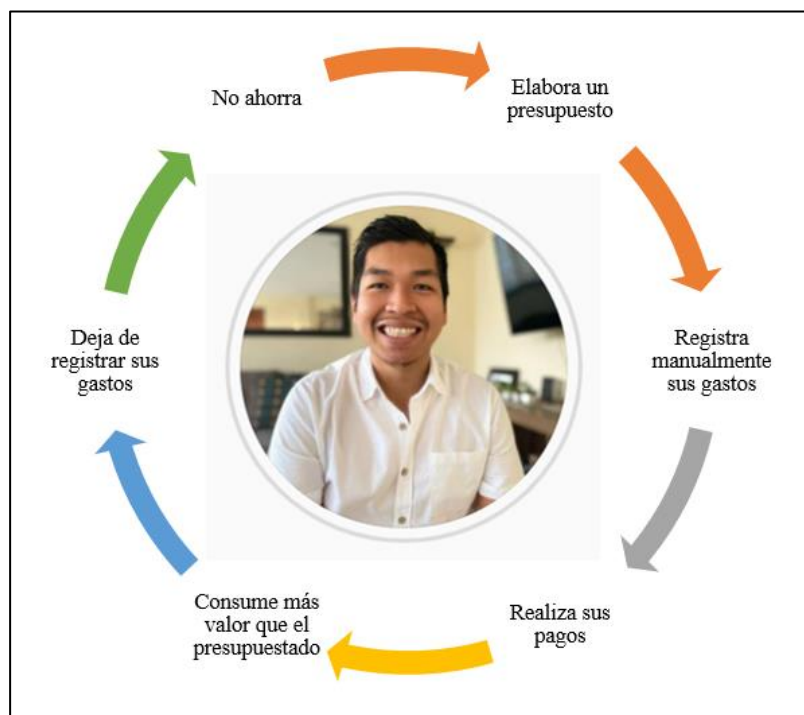 No ahorra
Elabora un
presupuesto
Registra
manualmente
sus gastos
Realiza sus
pagos
Consume más
valor que el
presupuestado
Deja de
registrar sus
gastos